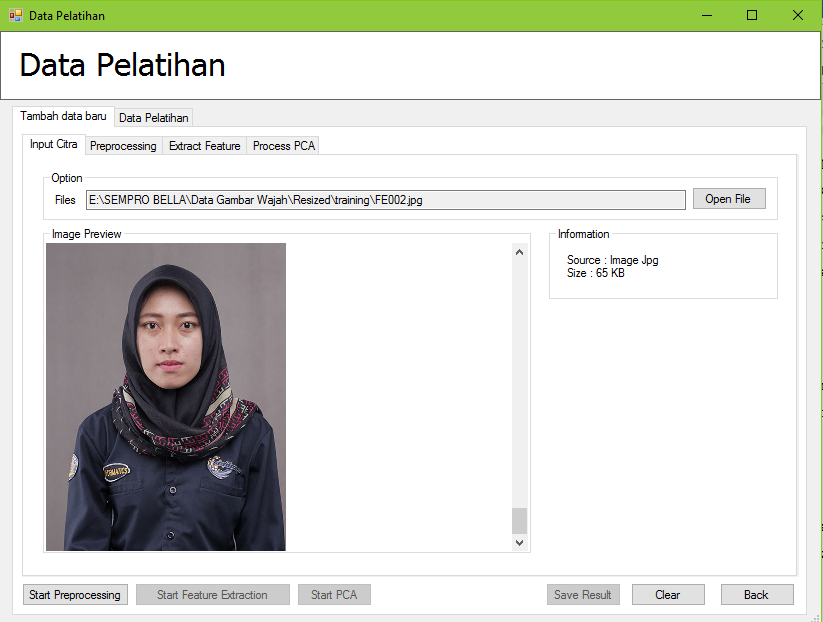 Data Pelatihan
Data Pelatihan
Tambah data baru
Data Pelatihan
Input Citra
Preprocessing
Extract Feature
Process PCA
Option
Files
E:\SEMPRO BELLA\Data Gambar Wajah\Resized\training\FE002.jpg
Open File
Image Preview
Information
Source : Image Jpg
Size : 65 KB
Start Preprocessing
Start Feature Extraction
Start PCA
Save Result
Clear
Back